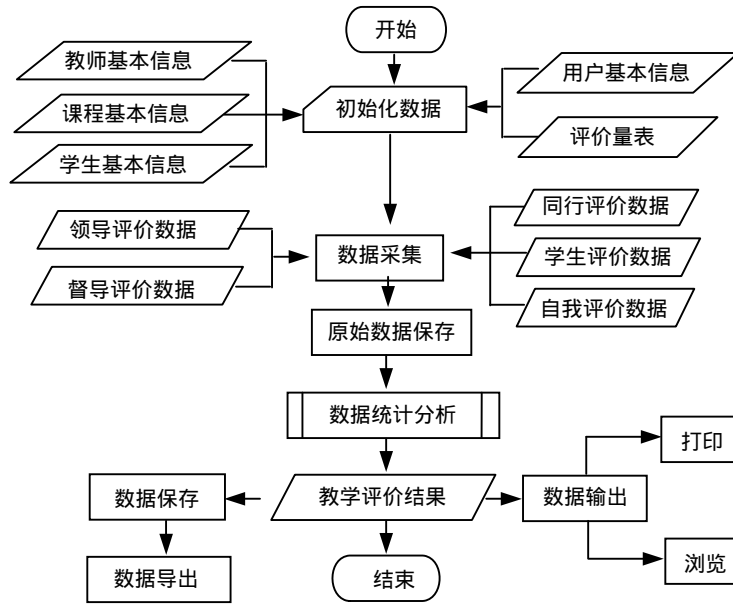 开始
教师基本信息
用户基本信息
课程基本信息
初始化数据
评价量表
学生基本信息
同行评价数据
领导评价数据
数据采集
学生评价数据
督导评价数据
自我评价数据
原始数据保存
数据统计分析
打印
数据保存
教学评价结果
数据输出
数据导出
结束
浏览